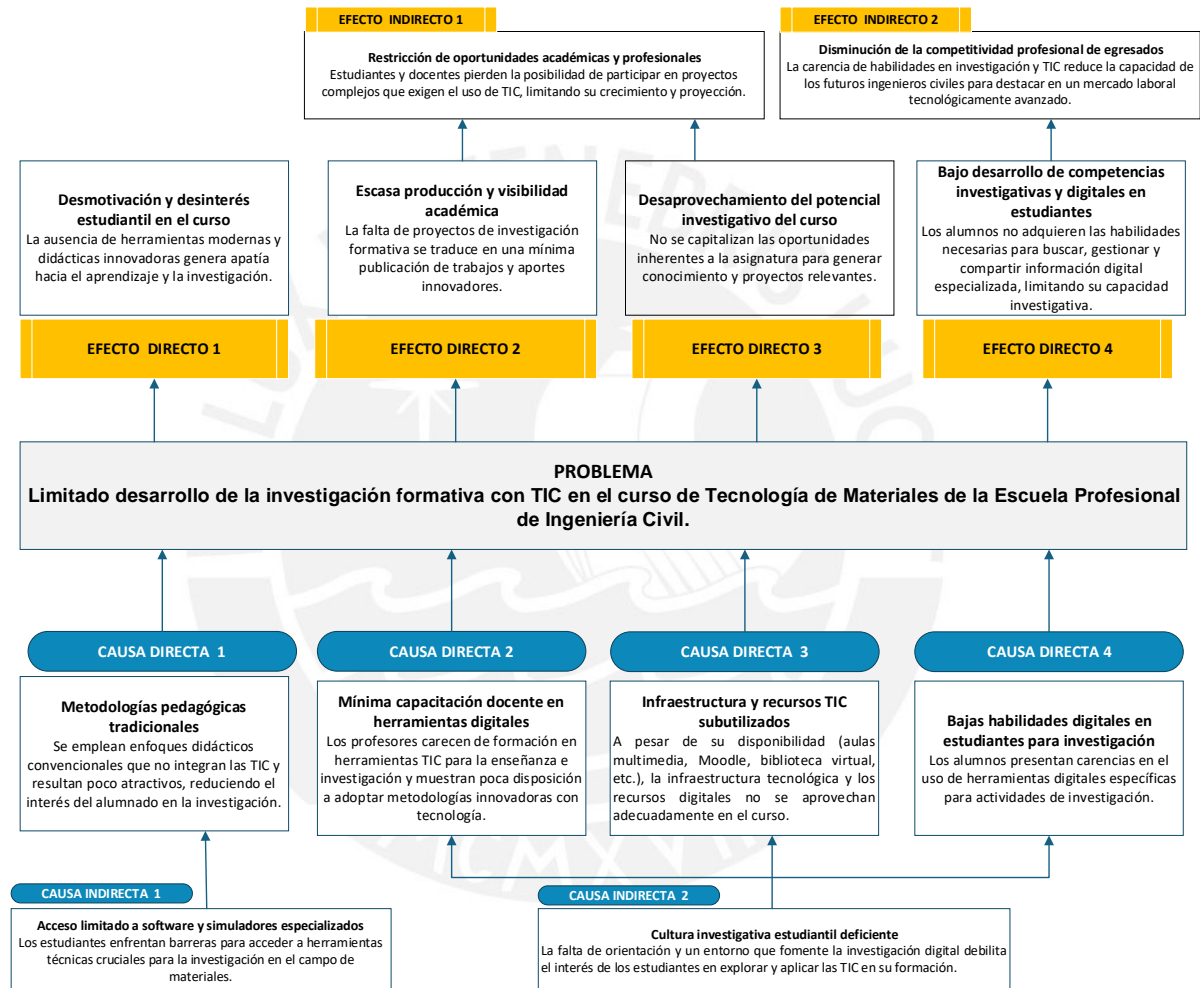 EFECTO INDIRECTO 1
Restricción de oportunidades académicas y profesionales
Estudiantes y docentes pierden la posibilidad de participar en proyectos
complejos que exigen el uso de TIC, limitando su crecimiento y proyección.
EFECTO INDIRECTO 2
Disminución de la competitividad profesional de egresados
La carencia de habilidades en investigación y TIC reduce la capacidad de
los futuros ingenieros civiles para destacar en un mercado laboral
tecnológicamente avanzado.
Desmotivación y desinterés
estudiantil en el curso
La ausencia de herramientas modernas y
didácticas innovadoras genera apatía
hacia el aprendizaje y la investigación.
EFECTO DIRECTO 1
Escasa producción y visibilidad
académica
La falta de proyectos de investigación
formativa se traduce en una mínima
publicación de trabajos y aportes
innovadores.
EFECTO DIRECTO 2
Desaprovechamiento del potencial
investigativo del curso
No se capitalizan las oportunidades
inherentes a la asignatura para generar
conocimiento y proyectos relevantes.
EFECTO DIRECTO 3
Bajo desarrollo de competencias
investigativas y digitales en
estudiantes
Los alumnos no adquieren las habilidades
necesarias para buscar, gestionar y
compartir información digital
especializada, limitando su capacidad
investigativa.
EFECTO DIRECTO 4
PROBLEMA
Limitado desarrollo de la investigación formativa con TIC en el curso de Tecnología de Materiales de la Escuela Profesional
de Ingeniería Civil.
CAUSA DIRECTA 1
Metodologías pedagógicas
tradicionales
Se emplean enfoques didácticos
convencionales que no integran las TIC y
resultan poco atractivos, reduciendo el
interés del alumnado en la investigación.
CAUSA DIRECTA 2
Mínima capacitación docente en
herramientas digitales
Los profesores carecen de formación en
herramientas TIC para la enseñanza e
investigación y muestran poca disposición
a adoptar metodologías innovadoras con
tecnología.
CAUSA DIRECTA 3
Infraestructura y recursos TIC
subutilizados
A pesar de su disponibilidad (aulas
multimedia, Moodle, biblioteca virtual,
etc.), la infraestructura tecnológica y los
recursos digitales no se aprovechan
adecuadamente en el curso.
CAUSA DIRECTA 4
Bajas habilidades digitales en
estudiantes para investigación
Los alumnos presentan carencias en el
uso de herramientas digitales específicas
para actividades de investigación.
CAUSA INDIRECTA 1
Acceso limitado a software y simuladores especializados
Los estudiantes enfrentan barreras para acceder a herramientas
técnicas cruciales para la investigación en el campo de
materiales.
CAUSA INDIRECTA 2
Cultura investigativa estudiantil deficiente
La falta de orientación y un entorno que fomente la investigación digital debilita
el interés de los estudiantes en explorar y aplicar las TIC en su formación.